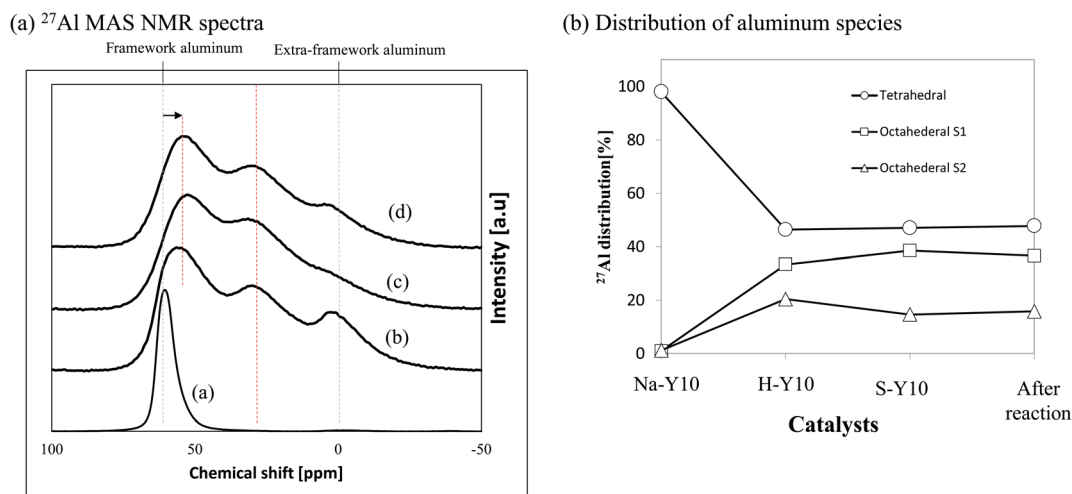 (a) ²⁷Al MAS NMR spectra
Framework aluminum
Extra-framework aluminum
(d)
(c)
(b)
(a)
Intensity [a.u]
100
50
0
-50
Chemical shift [ppm]
(b) Distribution of aluminum species
100
80
60
40
20
0
²⁷Al distribution[%]
Tetrahedral
Octahederal S1
Octahederal S2
Na-Y10
H-Y10
S-Y10
After
reaction
Catalysts